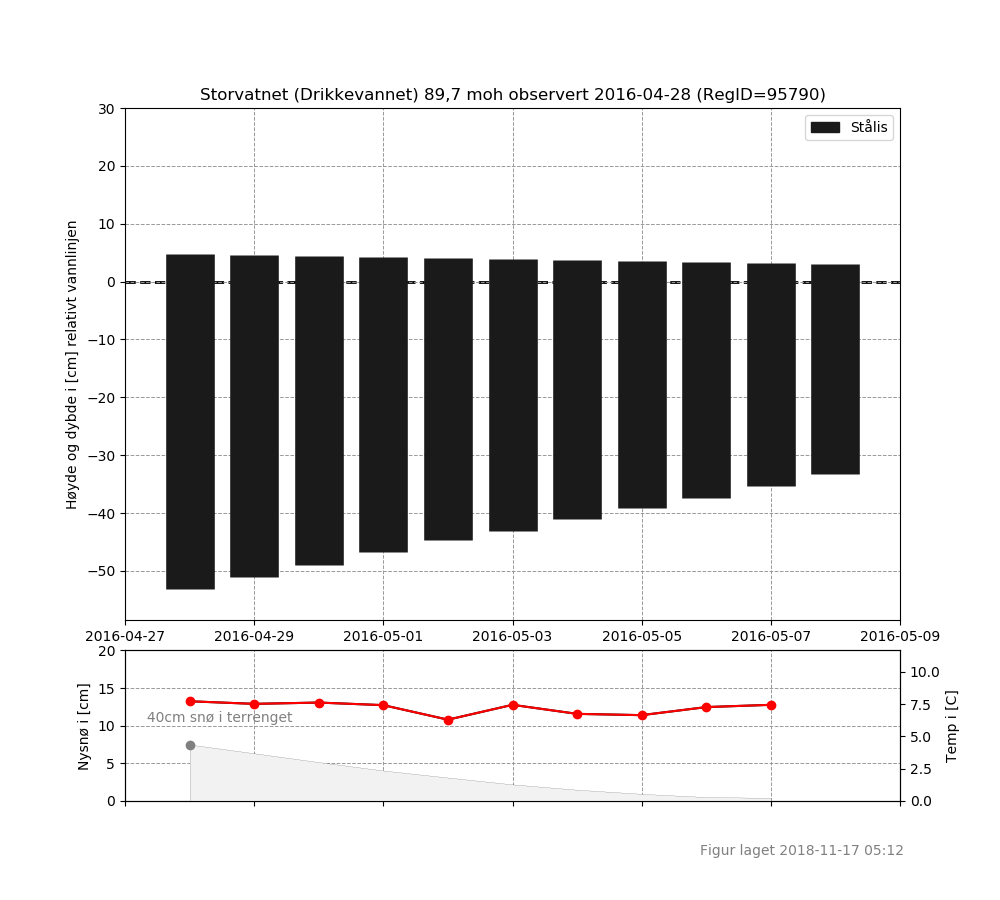 Storvatnet (Drikkevannet) 89,7 moh observert 2016-04-28 (RegID=95790)
Stålis
Høyde og dybde i [cm] relativt vannlinjen
30
20
10
0
−10
−20
−30
−40
−50
2016-04-27 2016-04-29 2016-05-01 2016-05-03 2016-05-05 2016-05-07 2016-05-09
Nysnø i [cm]
20
15
10
5
0
40cm snø i terrenget
10.0
7.5
5.0
2.5
0.0
Temp i [C]
Figur laget 2018-11-17 05:12